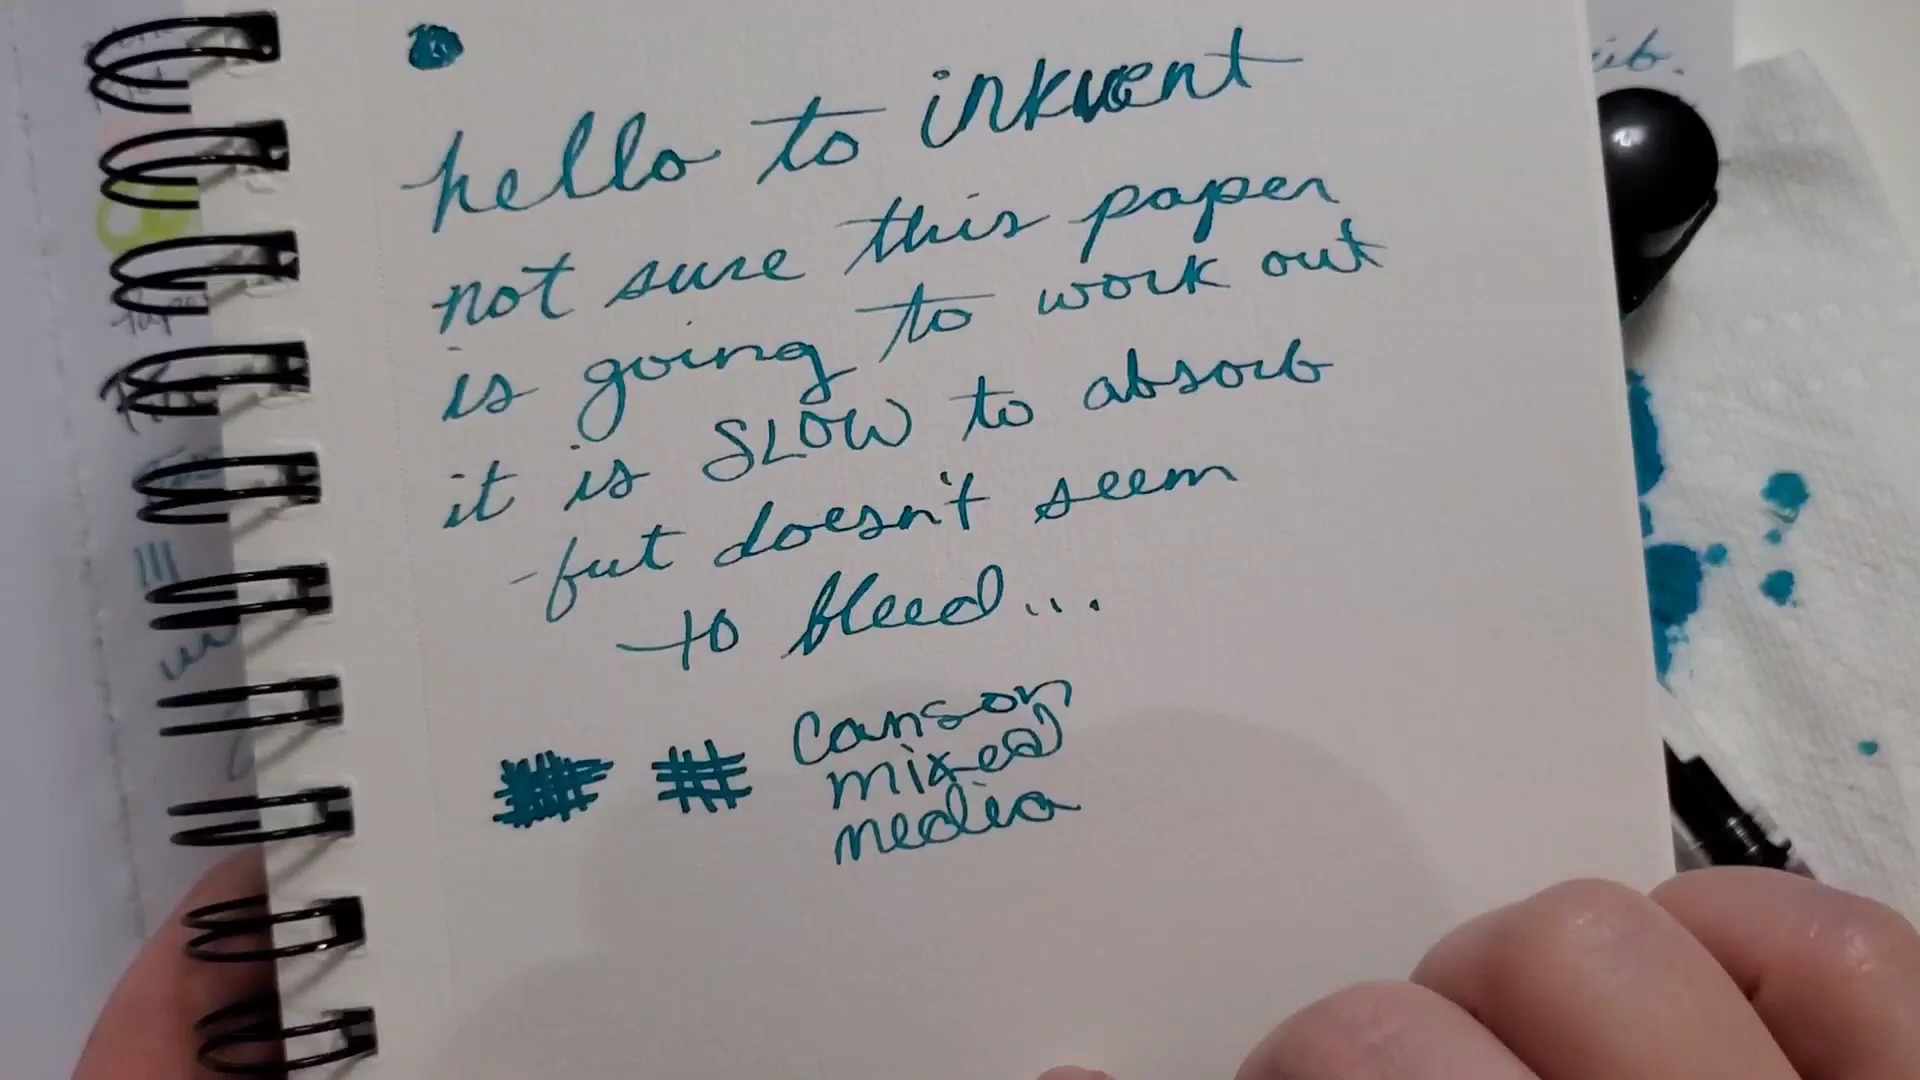 hello to inkvent
not sure this paper
is going to work out
it is SLOW to absorb
but doesn't seem
to bleed...
canson
mixed
media